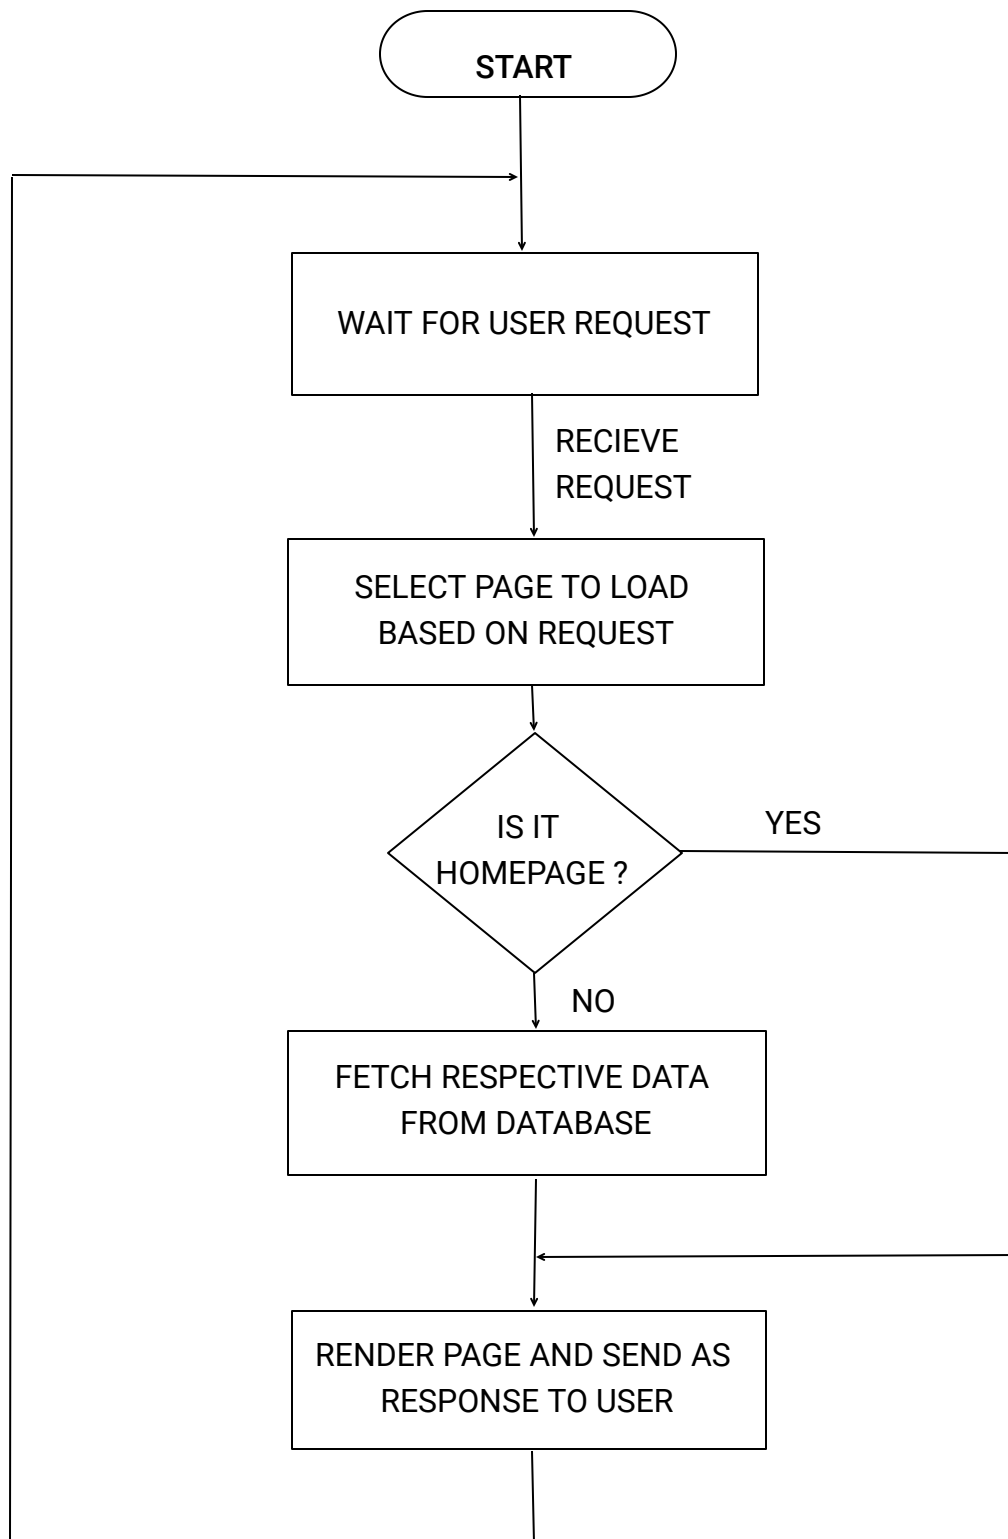 START
WAIT FOR USER REQUEST
RECIEVE
REQUEST
SELECT PAGE TO LOAD
BASED ON REQUEST
IS IT
HOMEPAGE ?
YES
NO
FETCH RESPECTIVE DATA
FROM DATABASE
RENDER PAGE AND SEND AS
RESPONSE TO USER